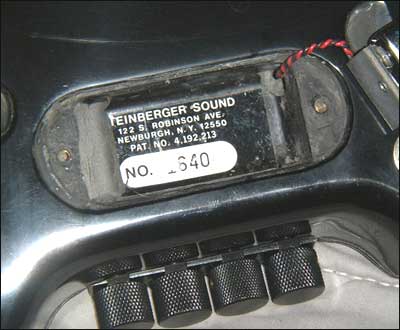 TEINBERGER SOUND
122 S. ROBINSON AVE.
NEWBURGH, N.Y. 12550
PAT. NO. 4,192,213
NO. 1640